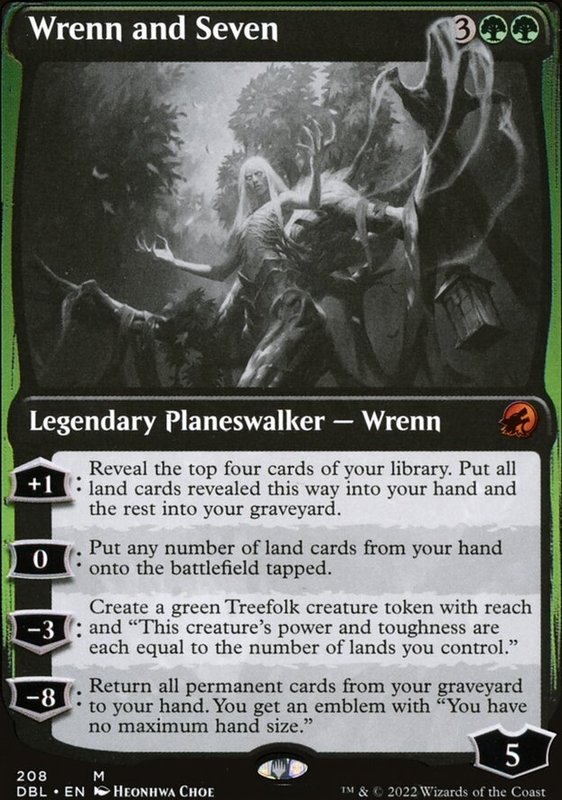 Wrenn and Seven 3
Legendary Planeswalker — Wrenn
+1: Reveal the top four cards of your library. Put all
land cards revealed this way into your hand and
the rest into your graveyard.
0: Put any number of land cards from your hand
onto the battlefield tapped.
−3: Create a green Treefolk creature token with reach
and “This creature’s power and toughness are
each equal to the number of lands you control.”
−8: Return all permanent cards from your graveyard
to your hand. You get an emblem with “You have
no maximum hand size.”
5
208 M
DBL • EN Heonhwa Choe
™ & © 2022 Wizards of the Coast